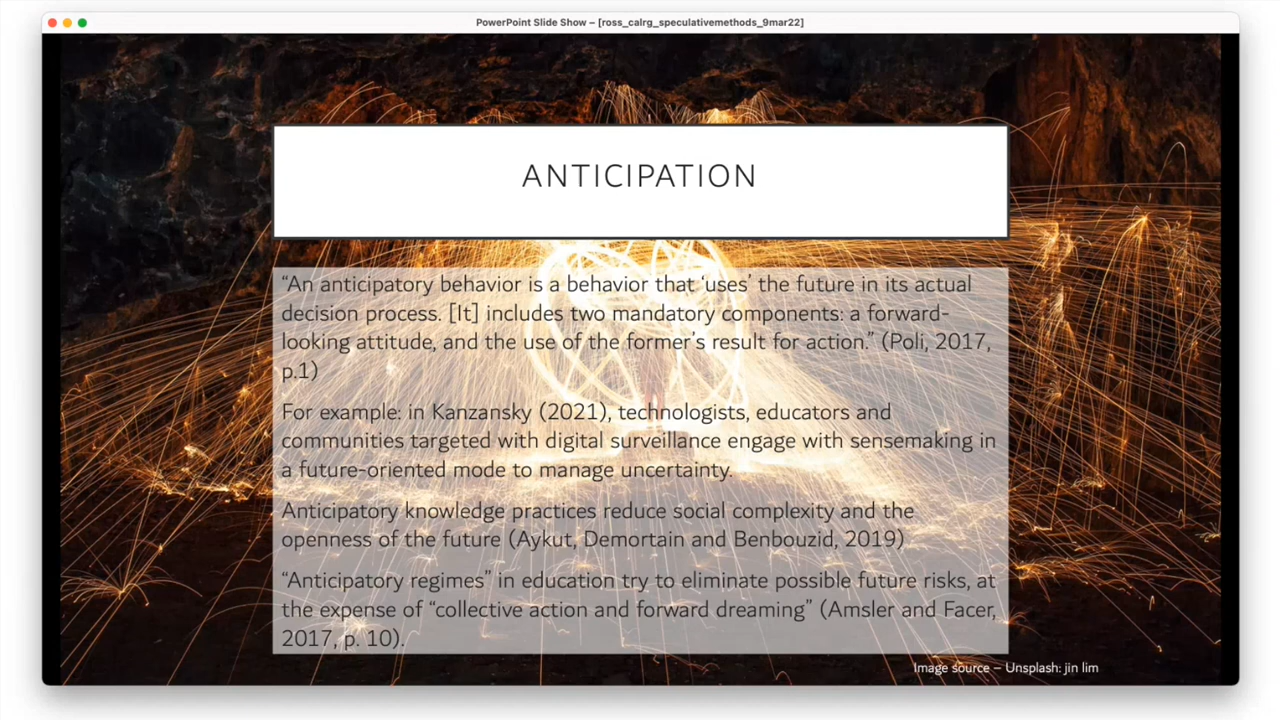 PowerPoint Slide Show – [ross_calrg_speculativemethods_9mar22]
ANTICIPATION
“An anticipatory behavior is a behavior that ‘uses’ the future in its actual
decision process. [It] includes two mandatory components: a forward-
looking attitude, and the use of the former’s result for action.” (Poli, 2017,
p.1)
For example: in Kanzansky (2021), technologists, educators and
communities targeted with digital surveillance engage with sensemaking in
a future-oriented mode to manage uncertainty.
Anticipatory knowledge practices reduce social complexity and the
openness of the future (Aykut, Demortain and Benbouzid, 2019)
“Anticipatory regimes” in education try to eliminate possible future risks, at
the expense of “collective action and forward dreaming” (Amsler and Facer,
2017, p. 10).
Image source – Unsplash: jin lim